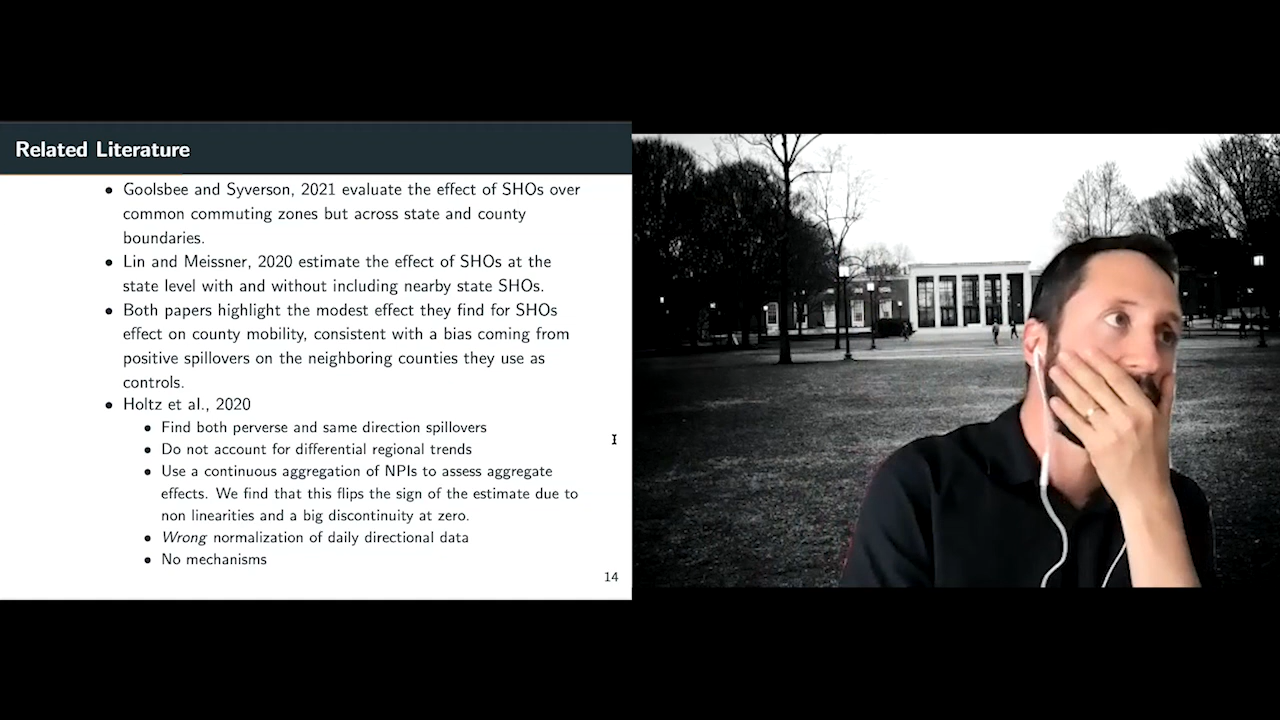 Related Literature
• Goolsbee and Syverson, 2021 evaluate the effect of SHOs over
common commuting zones but across state and county
boundaries.
• Lin and Meissner, 2020 estimate the effect of SHOs at the
state level with and without including nearby state SHOs.
• Both papers highlight the modest effect they find for SHOs
effect on county mobility, consistent with a bias coming from
positive spillovers on the neighboring counties they use as
controls.
• Holtz et al., 2020
• Find both perverse and same direction spillovers
• Do not account for differential regional trends
• Use a continuous aggregation of NPIs to assess aggregate
effects. We find that this flips the sign of the estimate due to
non linearities and a big discontinuity at zero.
• Wrong normalization of daily directional data
• No mechanisms
14